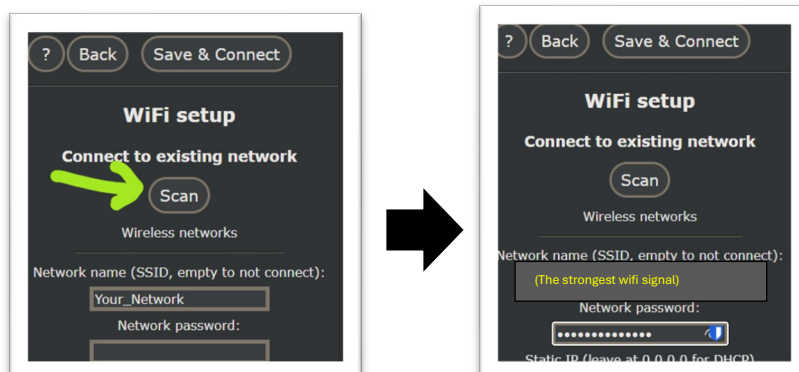 ? Back Save & Connect
WiFi setup
Connect to existing network
Scan
Wireless networks
Network name (SSID, empty to not connect):
Your_Network
Network password:
? Back Save & Connect
WiFi setup
Connect to existing network
Scan
Wireless networks
Network name (SSID, empty to not connect):
(The strongest wifi signal)
Network password:
••••••••••••••
Static IP (leave at 0.0.0.0 for DHCP)